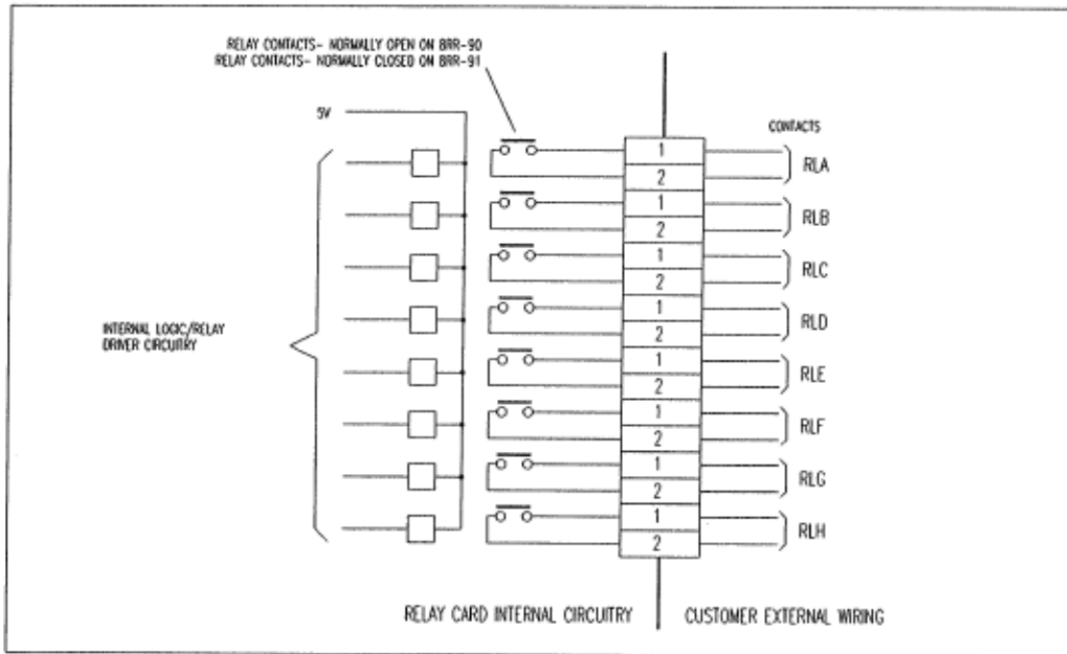 RELAY CONTACTS- NORMALLY OPEN ON 8RR-90
RELAY CONTACTS- NORMALLY CLOSED ON 8RR-91
5V
CONTACTS
1
2
RLA
1
2
RLB
1
2
RLC
1
2
RLD
INTERNAL LOGIC/RELAY
DRIVER CIRCUITRY
1
2
RLE
1
2
RLF
1
2
RLG
1
2
RLH
RELAY CARD INTERNAL CIRCUITRY
CUSTOMER EXTERNAL WIRING